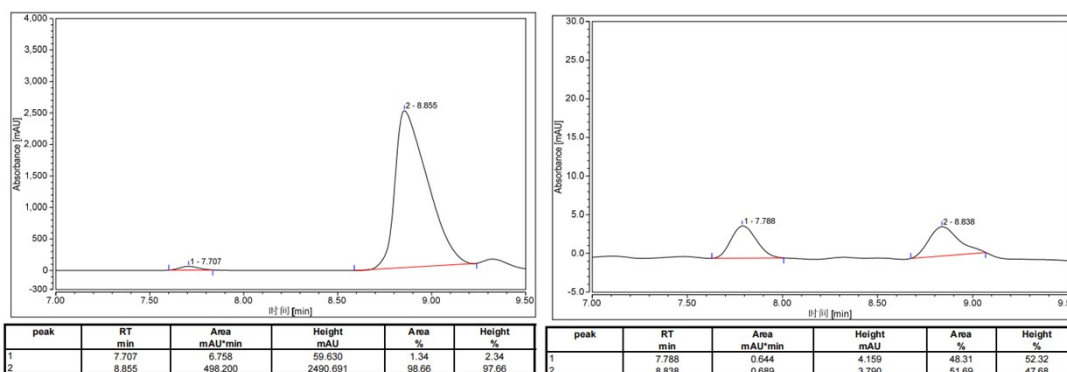 4,000
3,500
3,000
2,500
2,000
1,500
1,000
500
0
-300
Absorbance [mAU]
1 - 7.707
2 - 8.855
7.00 7.50 8.00 8.50 9.00 9.50
时间 [min]
peak RT Area Height Area Height
min mAU*min mAU % %
1 7.707 6.758 59.630 1.34 2.34
2 8.855 498.200 2490.691 98.66 97.66
30.0
25.0
20.0
15.0
10.0
5.0
0.0
-5.0
Absorbance [mAU]
1 - 7.788
2 - 8.838
7.00 7.50 8.00 8.50 9.00
时间 [min]
peak RT Area Height Area Height
min mAU*min mAU % %
1 7.788 0.644 4.159 48.31 52.32
2 8.838 0.689 3.790 51.69 47.68